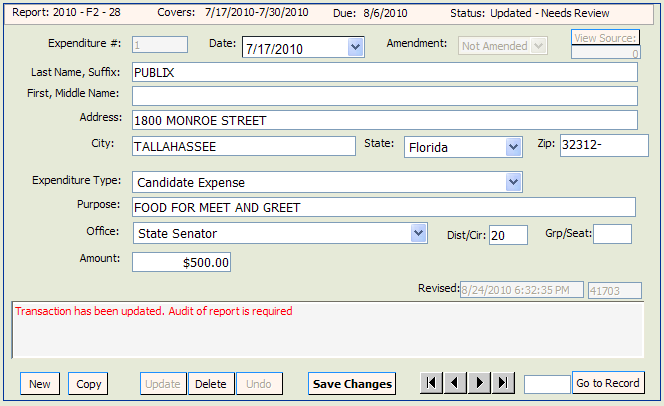 Report: 2010 - F2 - 28 Covers: 7/17/2010-7/30/2010 Due: 8/6/2010 Status: Updated - Needs Review
Expenditure #: 1 Date: 7/17/2010 Amendment: Not Amended View Source:
0
Last Name, Suffix: PUBLIX
First, Middle Name:
Address: 1800 MONROE STREET
City: TALLAHASSEE State: Florida Zip: 32312-
Expenditure Type: Candidate Expense
Purpose: FOOD FOR MEET AND GREET
Office: State Senator Dist/Cir: 20 Grp/Seat:
Amount: $500.00
Revised: 8/24/2010 6:32:35 PM 41703
Transaction has been updated. Audit of report is required
New Copy Update Delete Undo Save Changes Go to Record